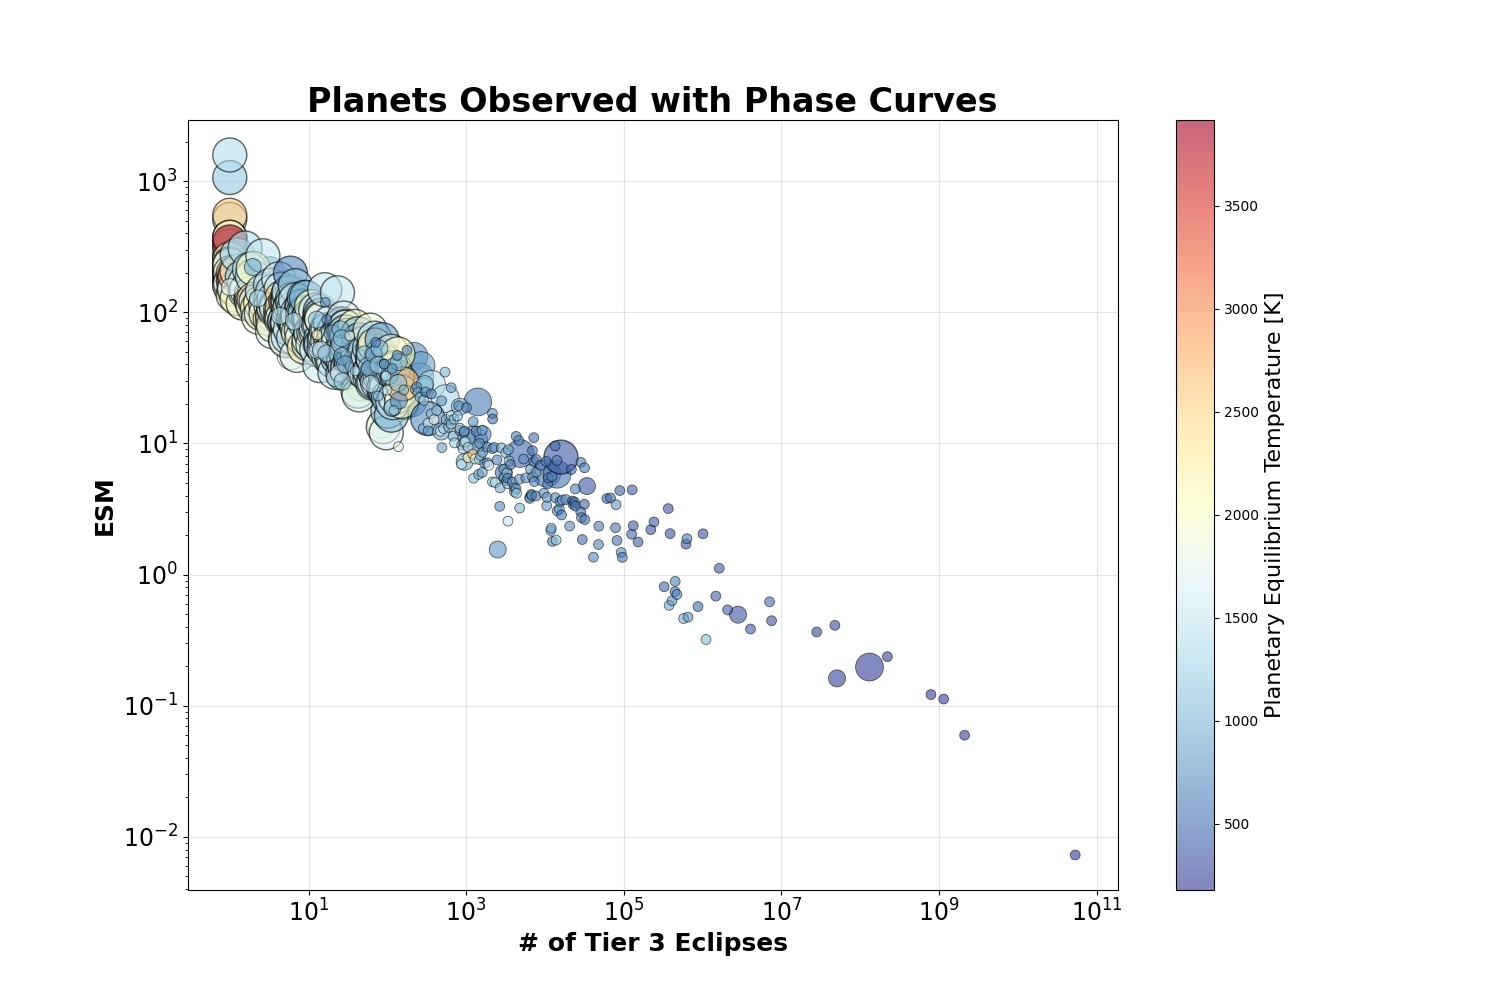 Planets Observed with Phase Curves
ESM
10³
10²
10¹
10⁰
10⁻¹
10⁻²
10¹ 10³ 10⁵ 10⁷ 10⁹ 10¹¹
# of Tier 3 Eclipses
3500
3000
2500
2000
1500
1000
500
Planetary Equilibrium Temperature [K]